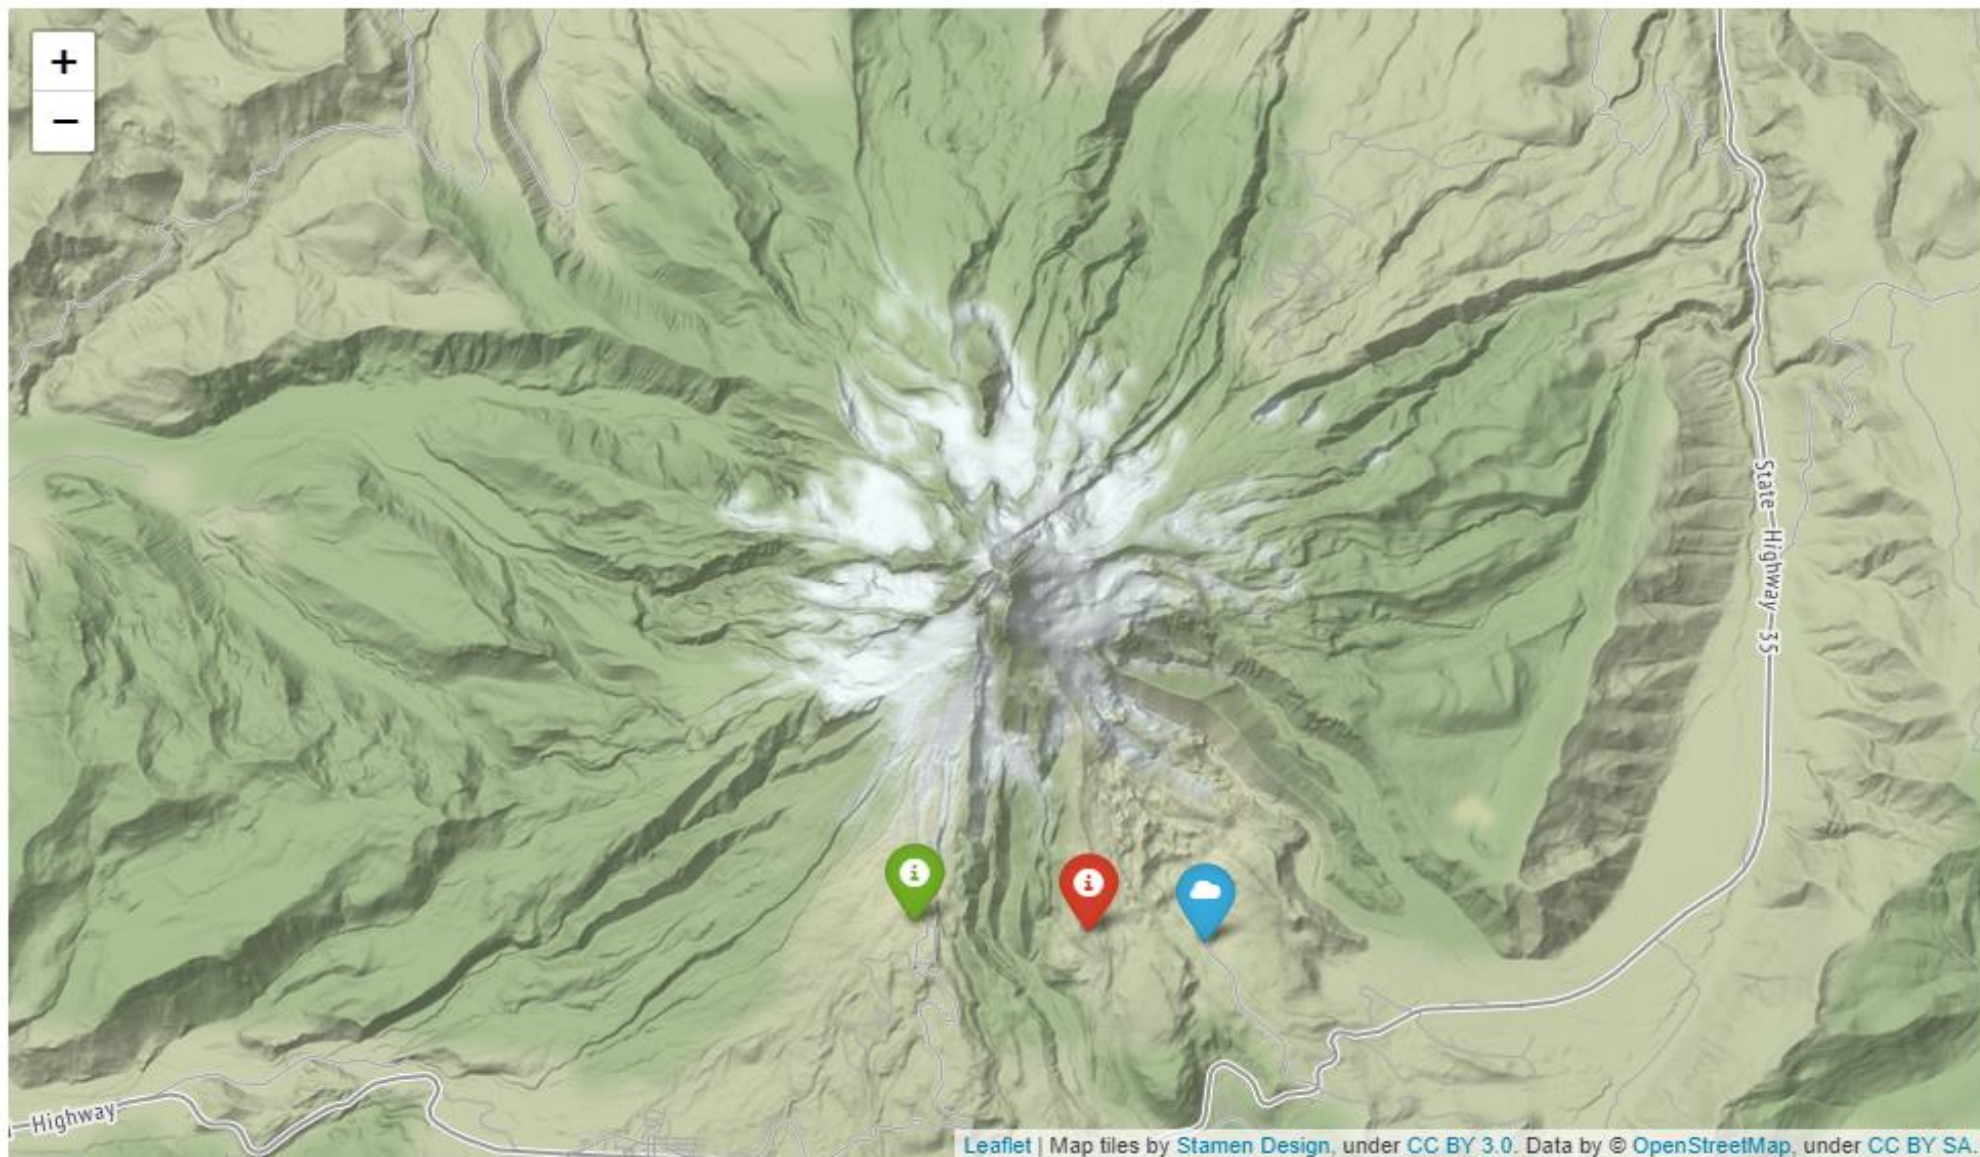 +
−
State Highway 35
Highway
Leaflet | Map tiles by Stamen Design, under CC BY 3.0. Data by © OpenStreetMap, under CC BY SA.